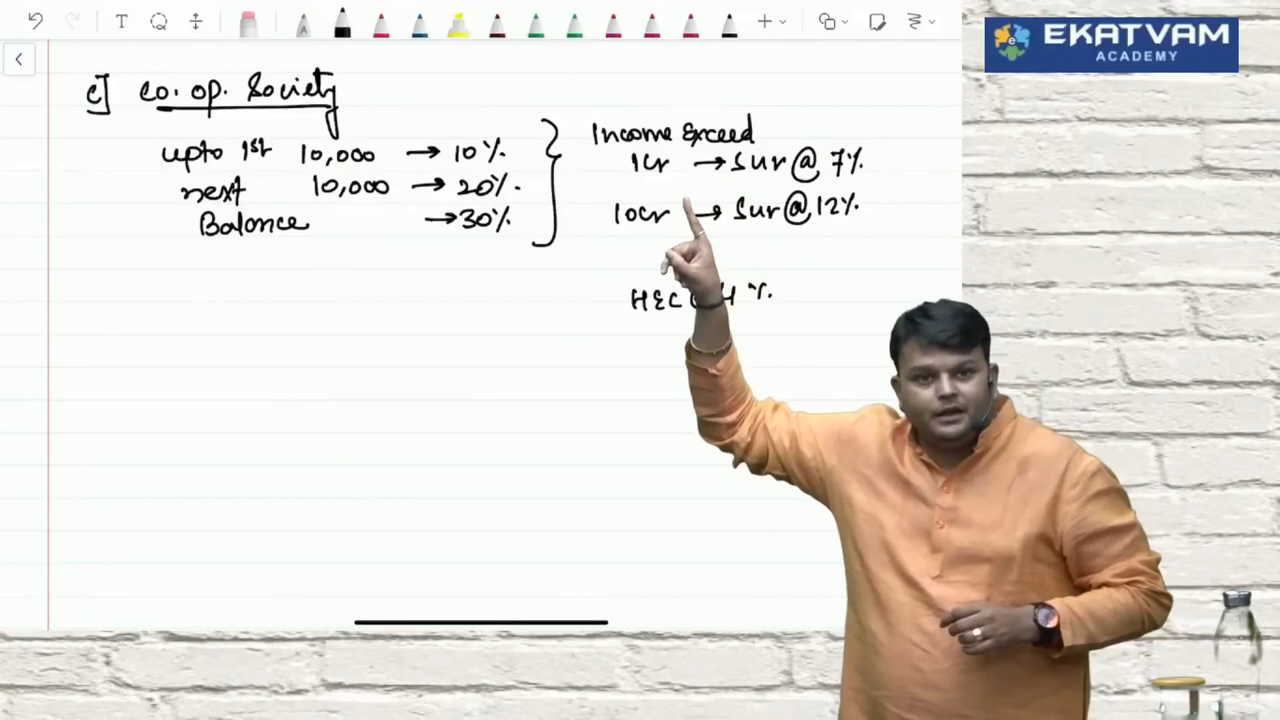 EKATVAM
ACADEMY
c] co. op. Society
upto 1st 10,000 → 10%.
next 10,000 → 20%.
Balance → 30%.
Income Exceed
1cr → Sur @ 7%.
10cr → Sur @ 12%.
HEC 4%.
T